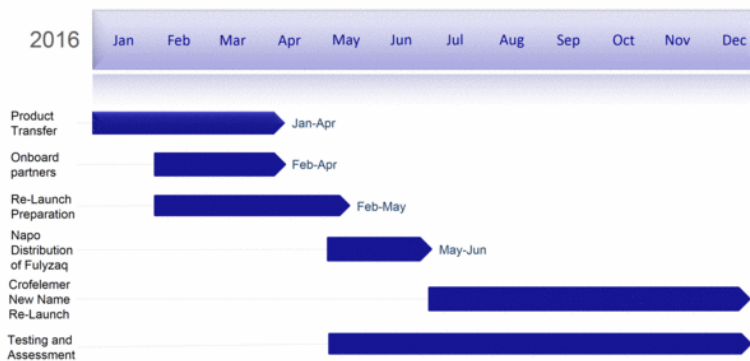 2016 Jan Feb Mar Apr May Jun Jul Aug Sep Oct Nov Dec
Product
Transfer
Jan-Apr
Onboard
partners
Feb-Apr
Re-Launch
Preparation
Feb-May
Napo
Distribution
of Fulyzaq
May-Jun
Crofelemer
New Name
Re-Launch
Testing and
Assessment